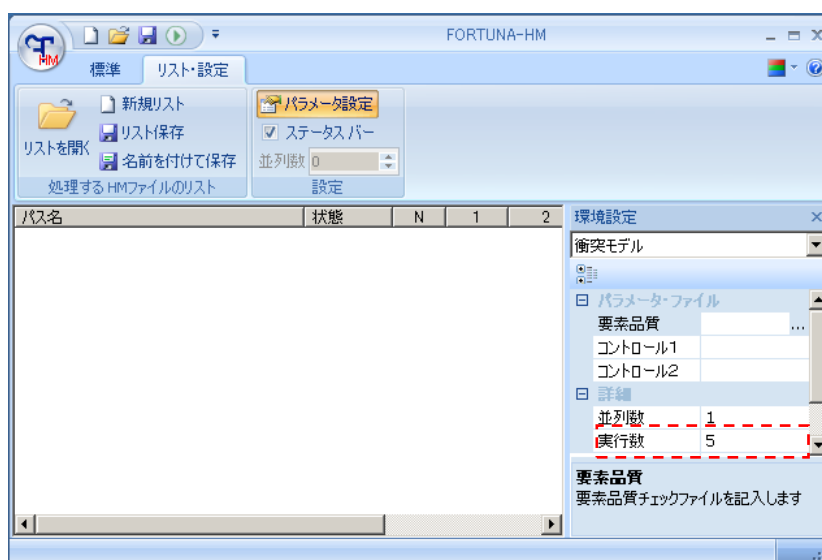 FORTUNA-HM
HM
標準 リスト・設定
リストを開く
新規リスト
リスト保存
名前を付けて保存
処理するHMファイルのリスト
パラメータ設定
ステータス バー
並列数 0
設定
パス名 状態 N 1 2
環境設定
衝突モデル
パラメータ・ファイル
要素品質 ...
コントロール1
コントロール2
詳細
並列数 1
実行数 5
要素品質
要素品質チェックファイルを記入します